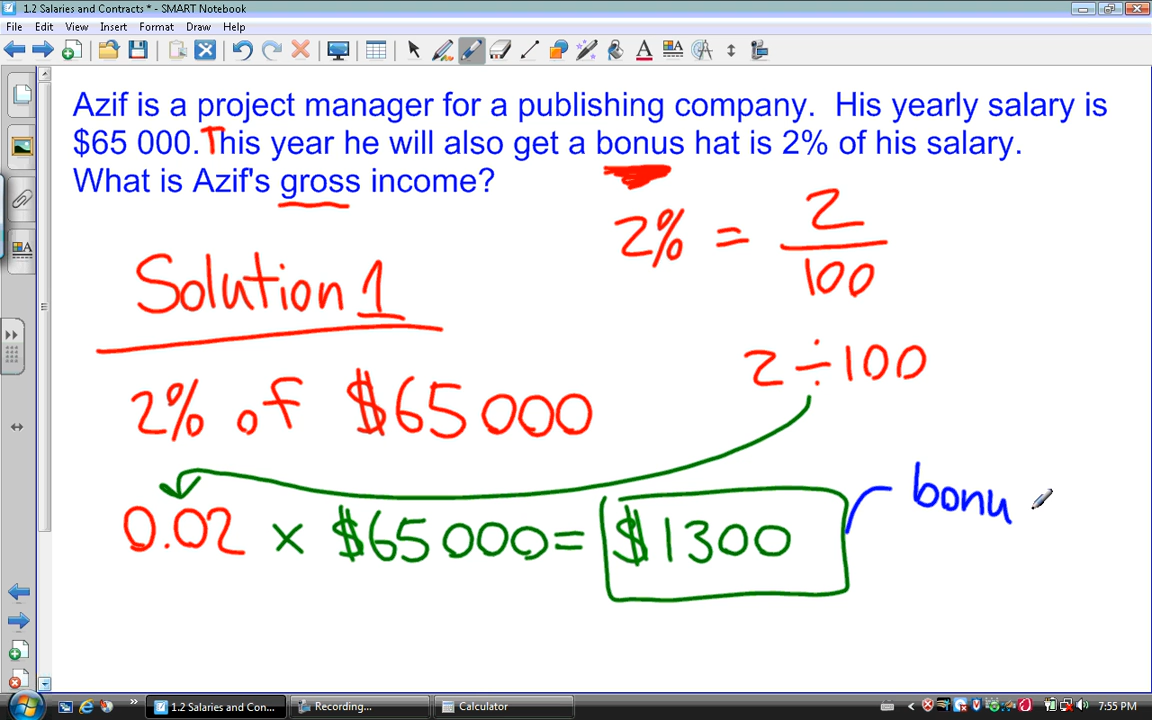 1.2 Salaries and Contracts * - SMART Notebook
File Edit View Insert Format Draw Help
Azif is a project manager for a publishing company. His yearly salary is
$65 000. This year he will also get a bonus hat is 2% of his salary.
What is Azif's gross income?
2% = 2/100
Solution 1
2 ÷ 100
2% of $65 000
bonu
0.02 × $65 000 = $1300
1.2 Salaries and Con... Recording... Calculator 7:55 PM